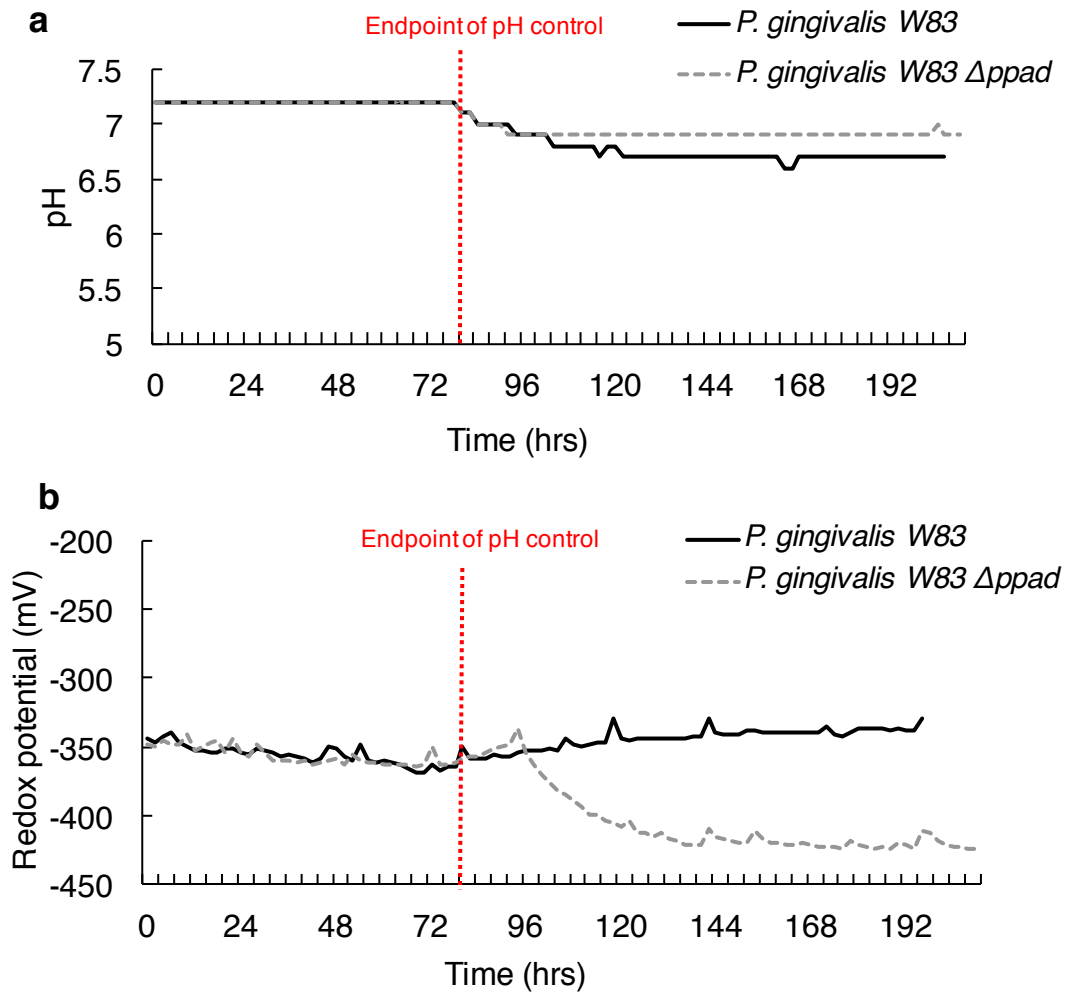 a
Endpoint of pH control
P. gingivalis W83
P. gingivalis W83 Δppad
7.5
7
6.5
6
5.5
5
pH
0 24 48 72 96 120 144 168 192
Time (hrs)
b
Endpoint of pH control
P. gingivalis W83
P. gingivalis W83 Δppad
-200
-250
-300
-350
-400
-450
Redox potential (mV)
0 24 48 72 96 120 144 168 192
Time (hrs)